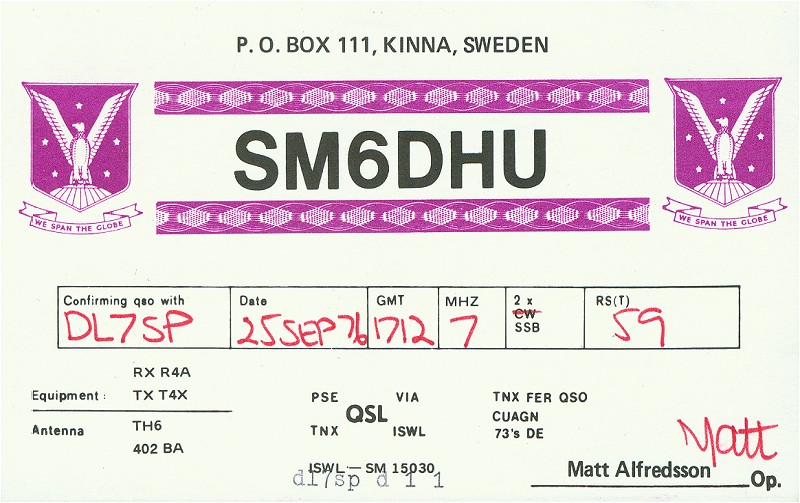 P. O. BOX 111, KINNA, SWEDEN
SM6DHU
WE SPAN THE GLOBE
WE SPAN THE GLOBE
Confirming qso with Date GMT MHZ 2 x CW SSB RS(T)
DL7SP 25SEP76 1712 7 59
RX R4A
Equipment: TX T4X
Antenna TH6
402 BA
PSE VIA
QSL
TNX ISWL
ISWL – SM 15030
dl7sp d 1 1
TNX FER QSO
CUAGN
73's DE
Matt
Matt Alfredsson Op.